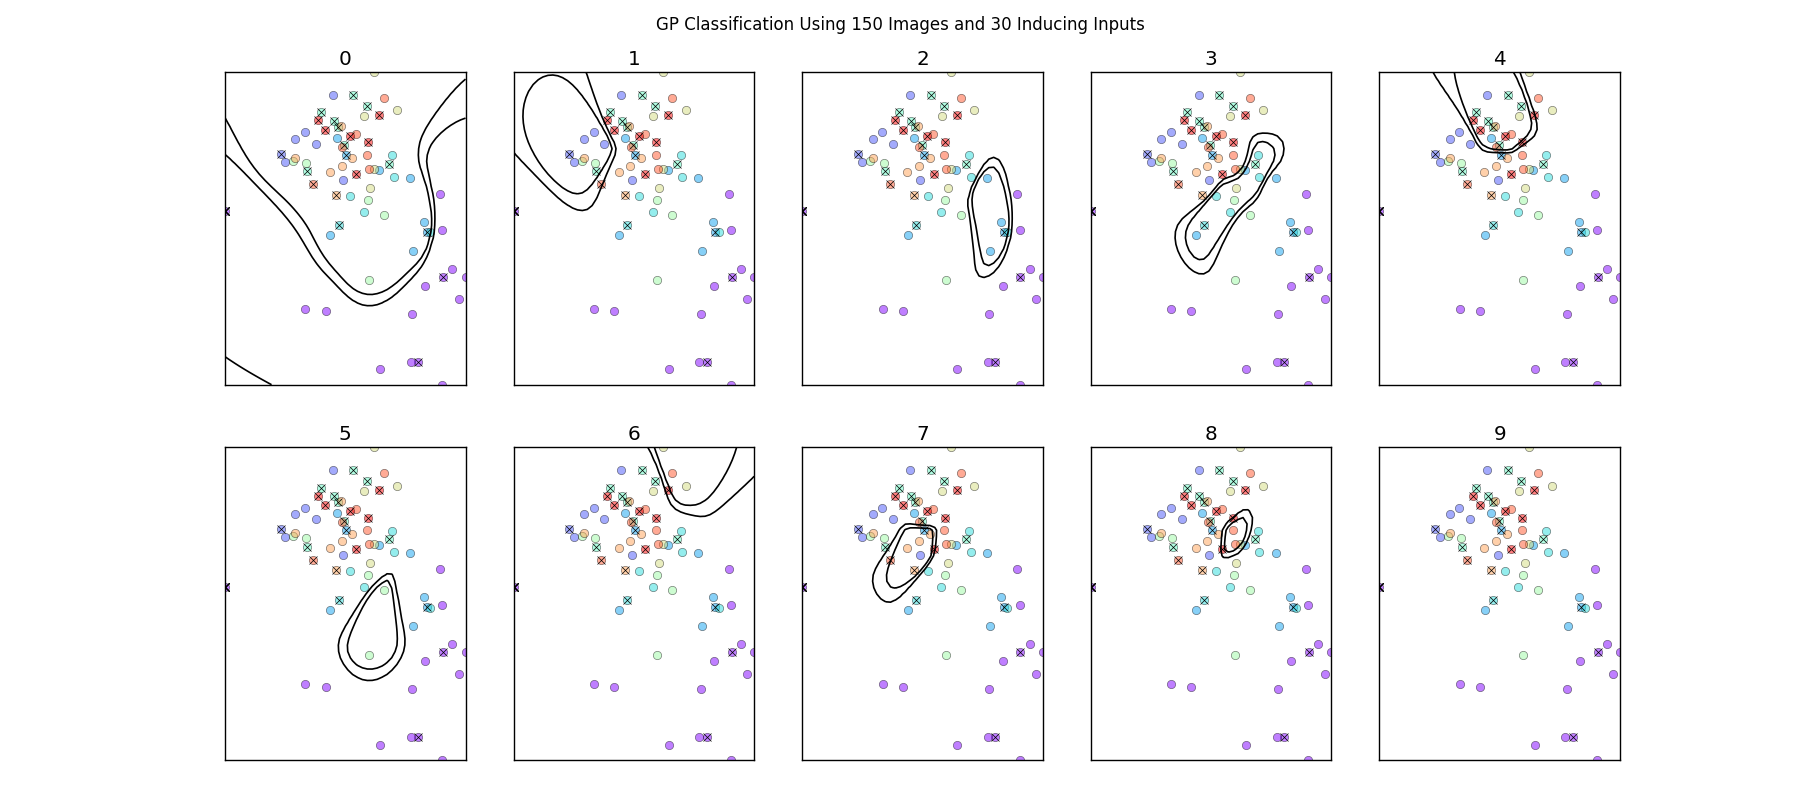 GP Classification Using 150 Images and 30 Inducing Inputs
0 1 2 3 4
5 6 7 8 9